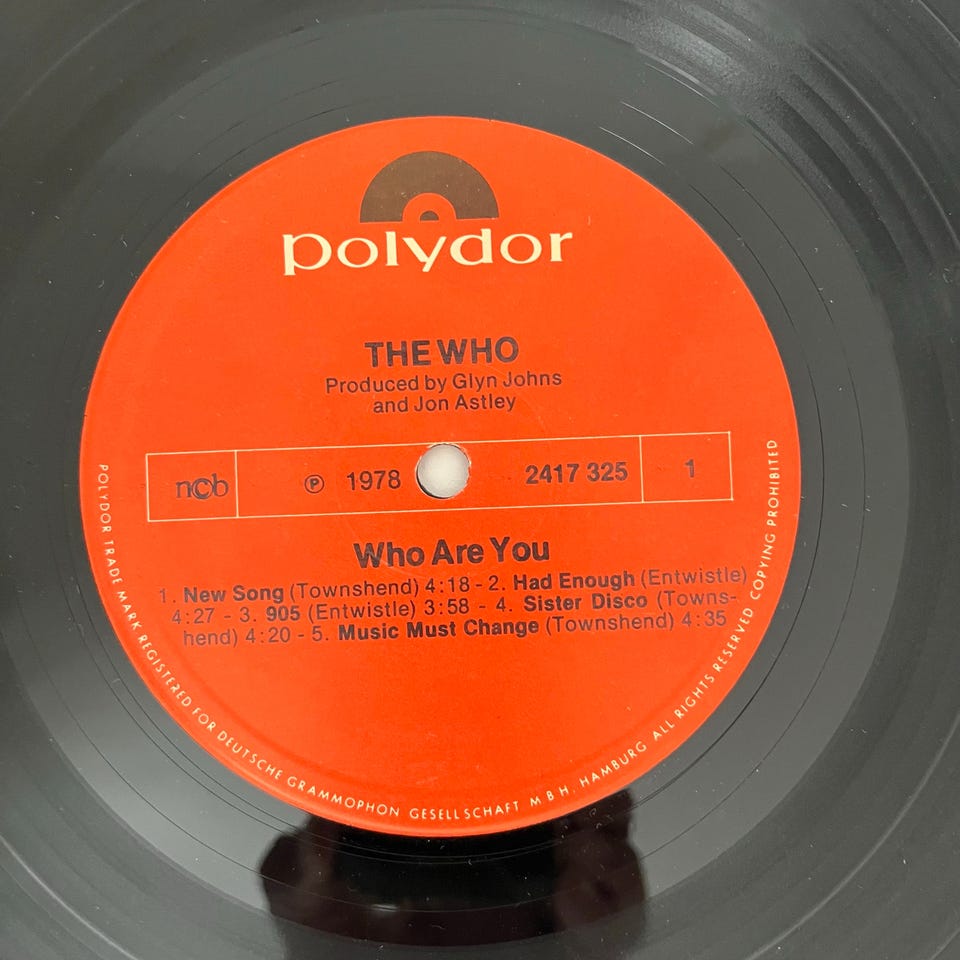 polydor
THE WHO
Produced by Glyn Johns
and Jon Astley
ncb ℗ 1978 2417 325 1
Who Are You
1. New Song (Townshend) 4:18 - 2. Had Enough (Entwistle)
4:27 - 3. 905 (Entwistle) 3:58 - 4. Sister Disco (Towns-
hend) 4:20 - 5. Music Must Change (Townshend) 4:35
POLYDOR TRADE MARK REGISTERED FOR DEUTSCHE GRAMMOPHON GESELLSCHAFT M B H. HAMBURG ALL RIGHTS RESERVED COPYING PROHIBITED